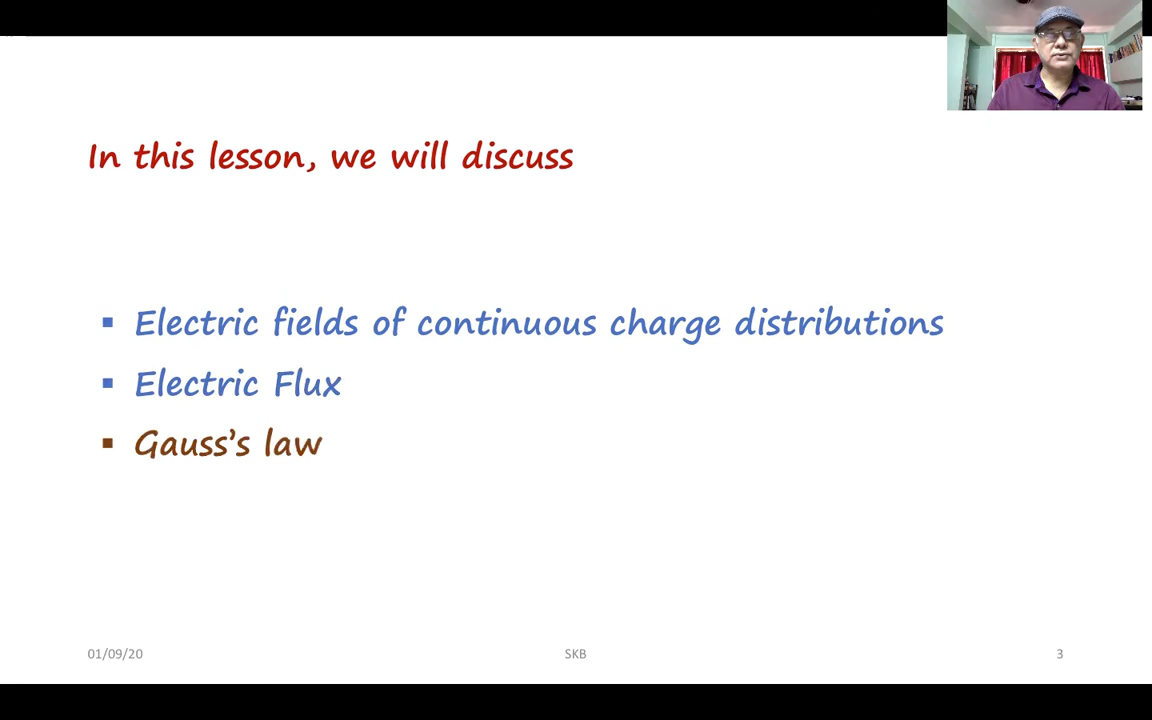 In this lesson, we will discuss
▪ Electric fields of continuous charge distributions
▪ Electric Flux
▪ Gauss’s law
01/09/20 SKB 3